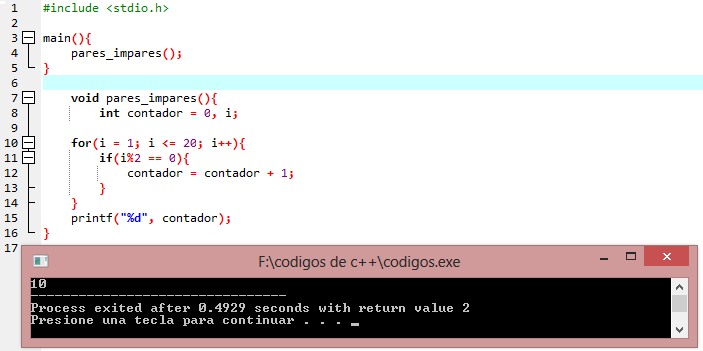 1 #include <stdio.h>
2
3 main(){
4 pares_impares();
5 }
6
7 void pares_impares(){
8 int contador = 0, i;
9
10 for(i = 1; i <= 20; i++){
11 if(i%2 == 0){
12 contador = contador + 1;
13 }
14 }
15 printf("%d", contador);
16 }
17
F:\codigos de c++\codigos.exe
10
--------------------------------
Process exited after 0.4929 seconds with return value 2
Presione una tecla para continuar . . . _